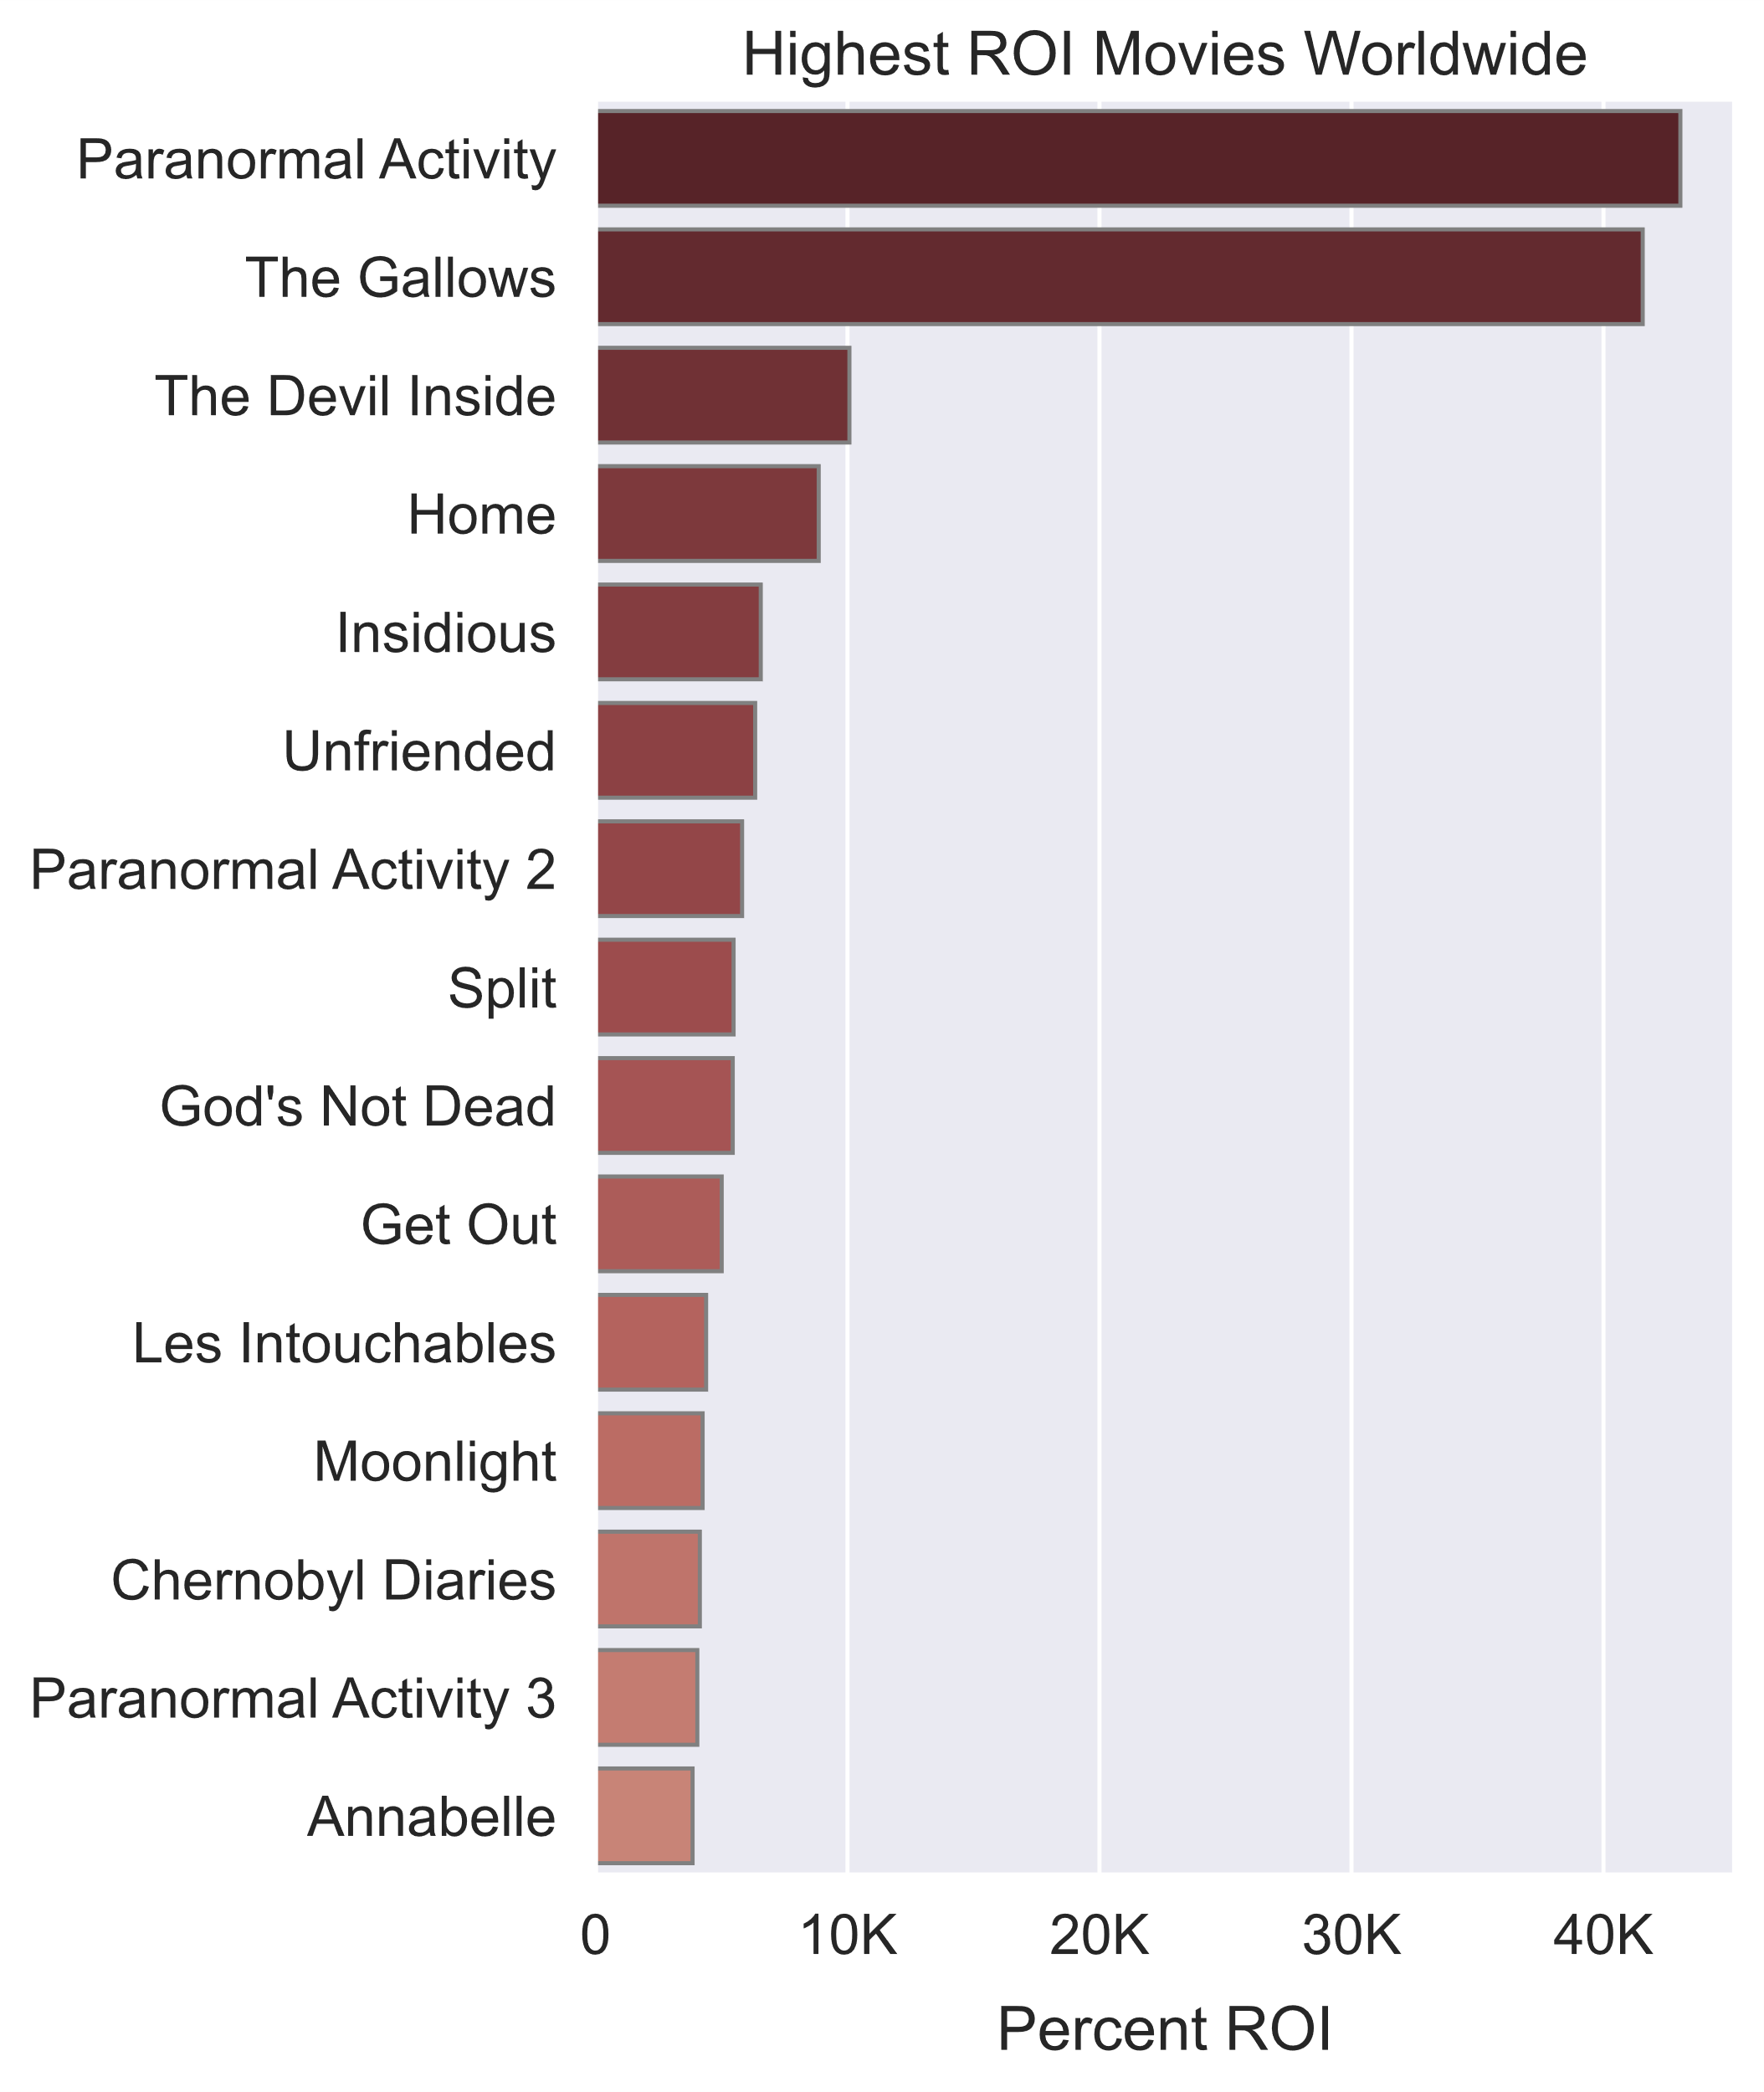 Highest ROI Movies Worldwide
Paranormal Activity
The Gallows
The Devil Inside
Home
Insidious
Unfriended
Paranormal Activity 2
Split
God's Not Dead
Get Out
Les Intouchables
Moonlight
Chernobyl Diaries
Paranormal Activity 3
Annabelle
0 10K 20K 30K 40K
Percent ROI